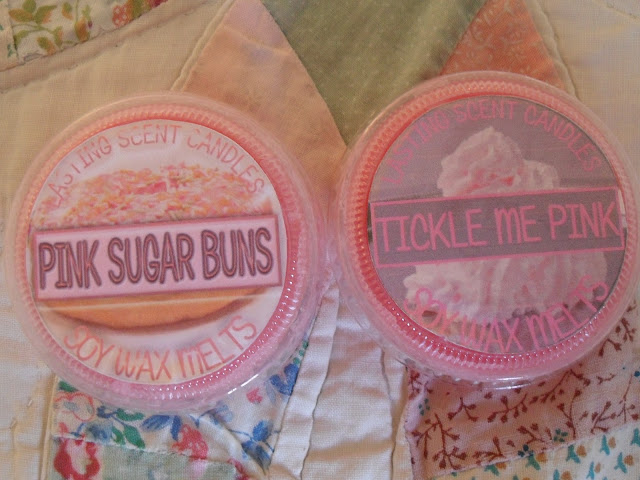 LASTING SCENT CANDLES
PINK SUGAR BUNS
SOY WAX MELTS
LASTING SCENT CANDLES
TICKLE ME PINK
SOY WAX MELTS